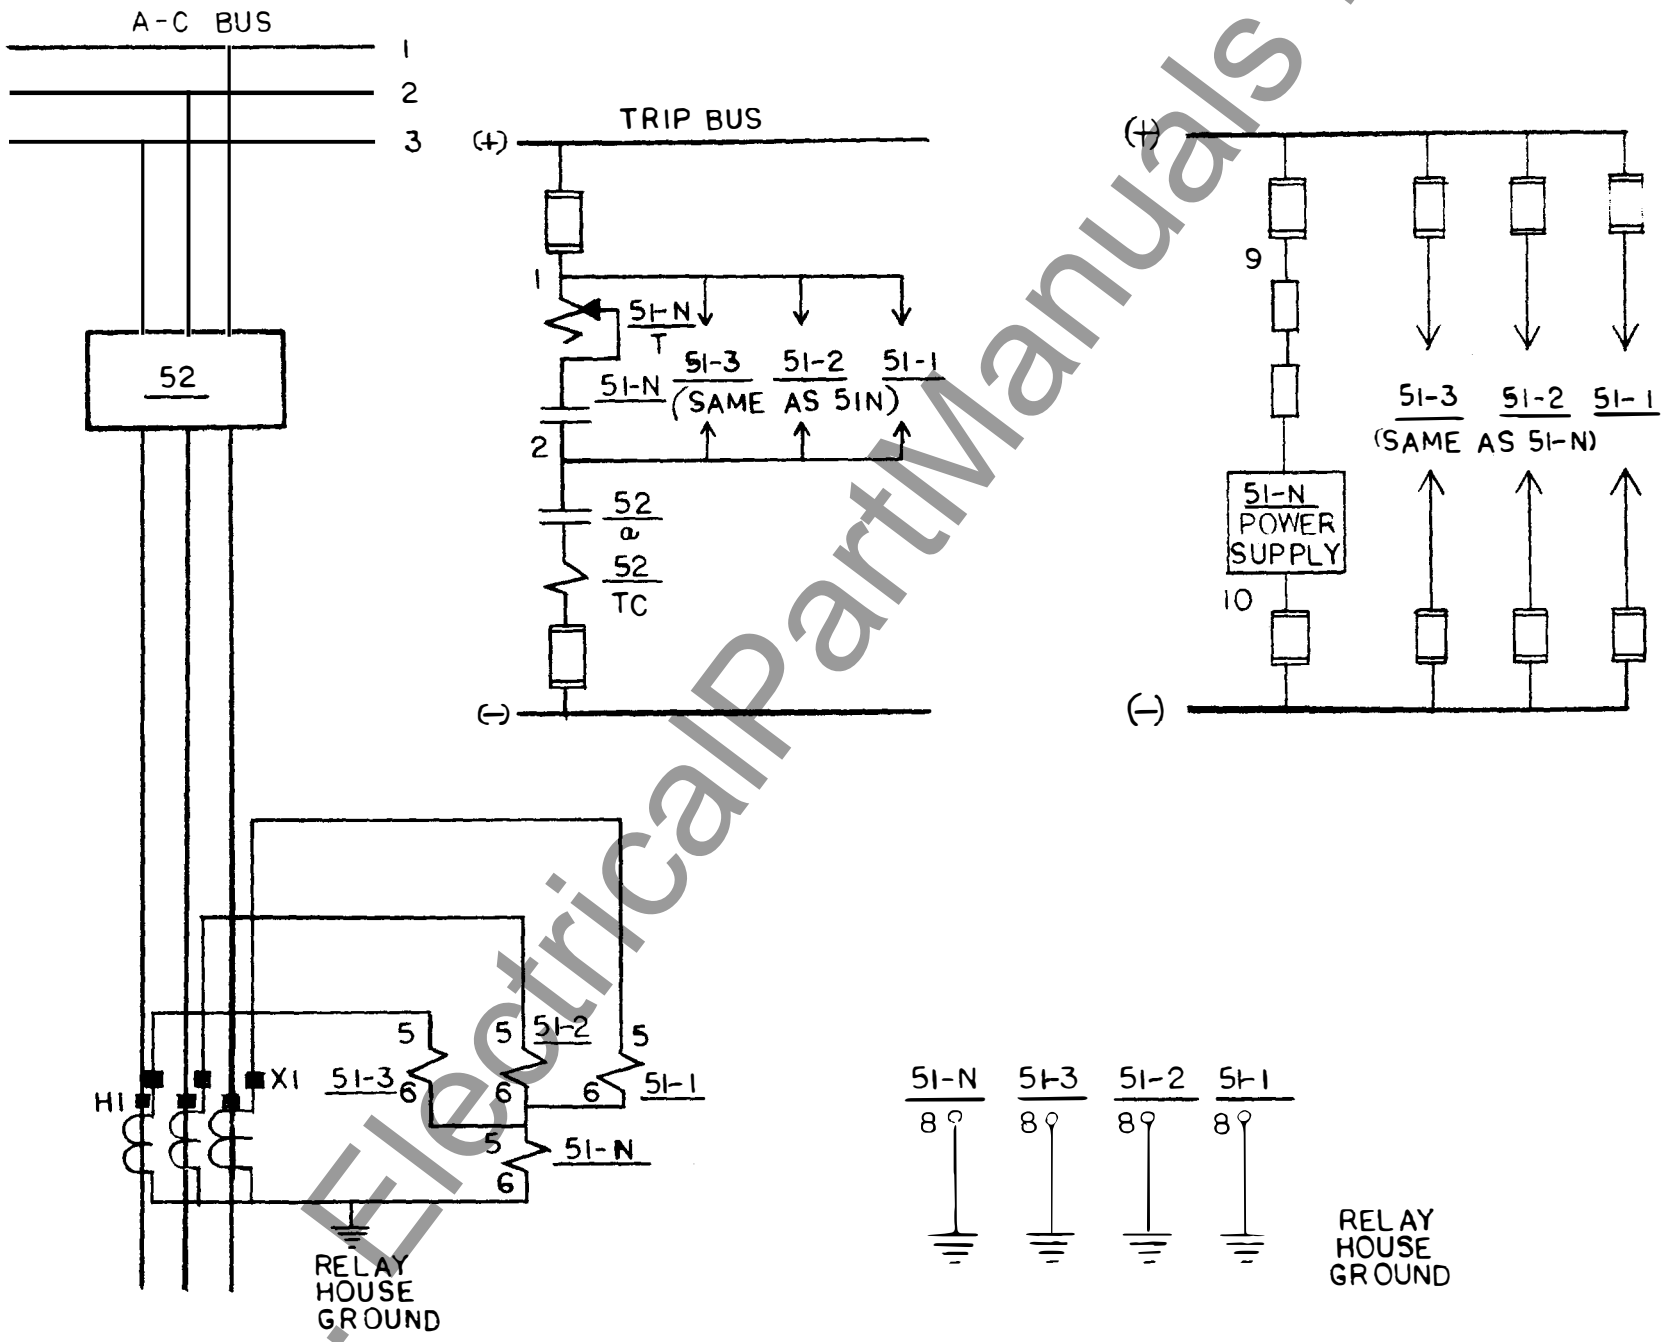 A-C BUS
1
2
3
52
TRIP BUS
(+)
1
51-N
T
51-N
51-3
51-2
51-1
(SAME AS 51N)
2
52
a
52
TC
(-)
(+)
9
51-3
51-2
51-1
(SAME AS 51-N)
51-N
POWER
SUPPLY
10
(-)
5
5
51-2
5
H1
X1
51-3
6
6
6
51-1
5
51-N
6
RELAY
HOUSE
GROUND
51-N
51-3
51-2
51-1
8
8
8
8
RELAY
HOUSE
GROUND
.ElectricalPartManuals